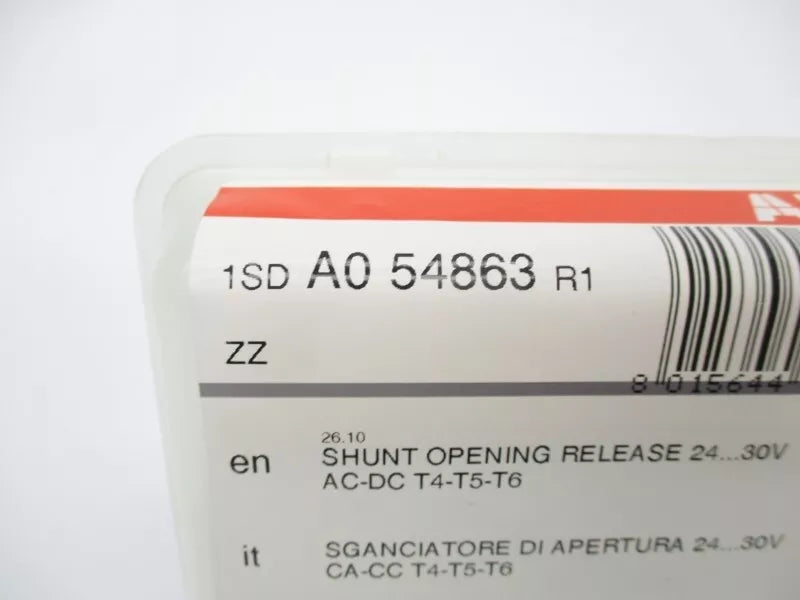 1SD A0 54863 R1
ZZ
8 015644
en
26.10
SHUNT OPENING RELEASE 24...30V
AC-DC T4-T5-T6
it
SGANCIATORE DI APERTURA 24...30V
CA-CC T4-T5-T6